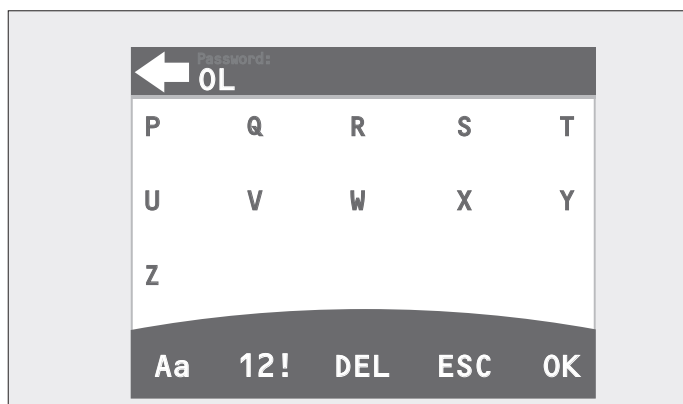 Password:
OL
P Q R S T
U V W X Y
Z
Aa 12! DEL ESC OK